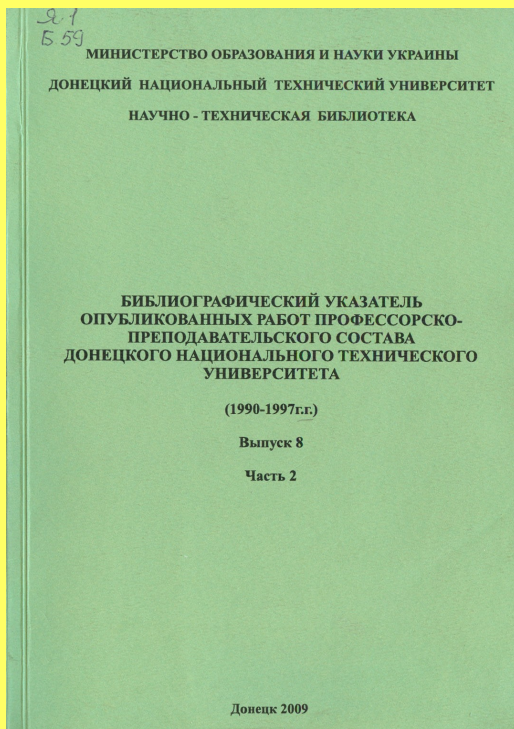 Я1
Б 59
МИНИСТЕРСТВО ОБРАЗОВАНИЯ И НАУКИ УКРАИНЫ
ДОНЕЦКИЙ НАЦИОНАЛЬНЫЙ ТЕХНИЧЕСКИЙ УНИВЕРСИТЕТ
НАУЧНО - ТЕХНИЧЕСКАЯ БИБЛИОТЕКА
БИБЛИОГРАФИЧЕСКИЙ УКАЗАТЕЛЬ
ОПУБЛИКОВАННЫХ РАБОТ ПРОФЕССОРСКО-
ПРЕПОДАВАТЕЛЬСКОГО СОСТАВА
ДОНЕЦКОГО НАЦИОНАЛЬНОГО ТЕХНИЧЕСКОГО
УНИВЕРСИТЕТА
(1990-1997г.г.)
Выпуск 8
Часть 2
Донецк 2009